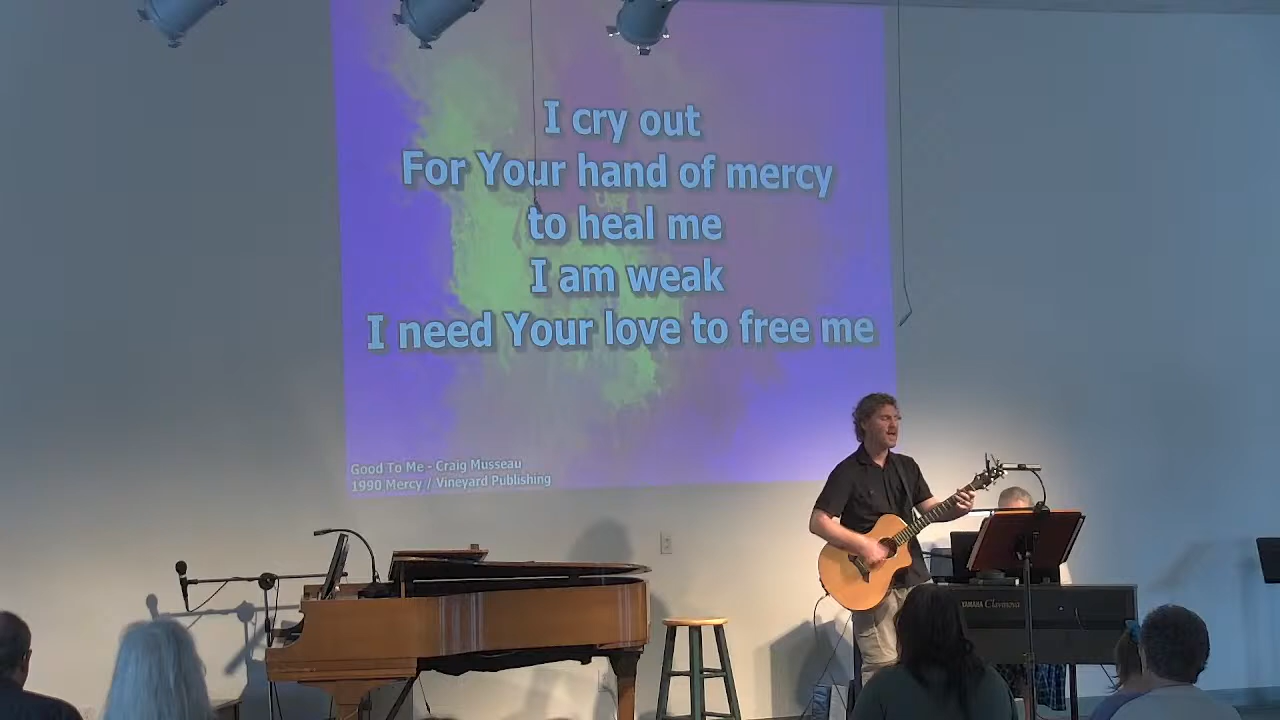 I cry out
For Your hand of mercy
to heal me
I am weak
I need Your love to free me
Good To Me - Craig Musseau
1990 Mercy / Vineyard Publishing
YAMAHA Clavinova